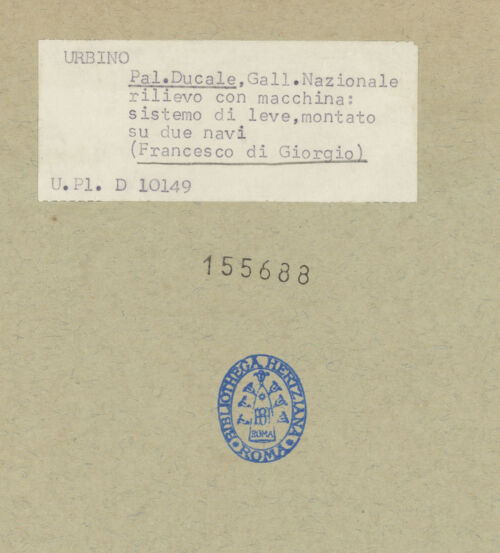 URBINO
Pal.Ducale,Gall.Nazionale
rilievo con macchina:
sistemo di leve,montato
su due navi
(Francesco di Giorgio)
U.Pl. D 10149
155688
·BIBLIOTHECA HERTZIANA·
ROMA
ROMA